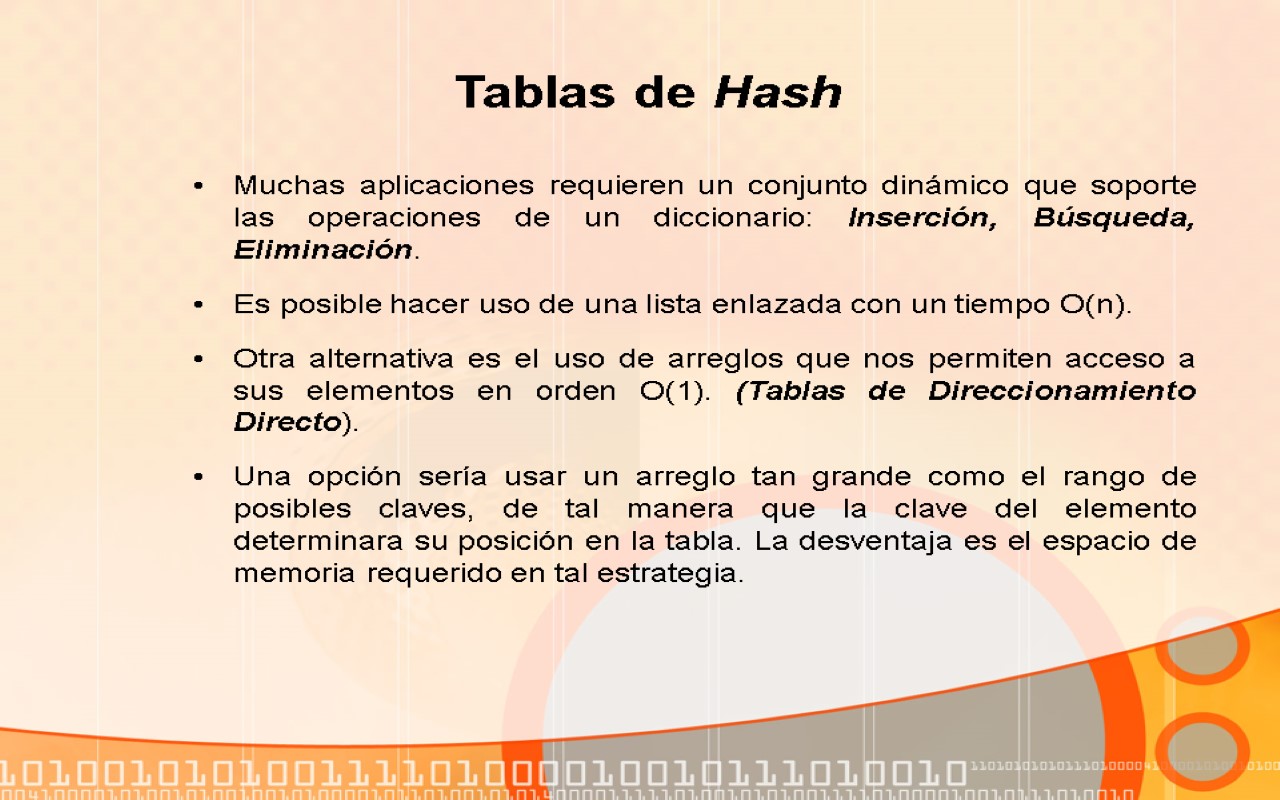 Tablas de Hash
• Muchas aplicaciones requieren un conjunto dinámico que soporte
las operaciones de un diccionario: Inserción, Búsqueda,
Eliminación.
• Es posible hacer uso de una lista enlazada con un tiempo O(n).
• Otra alternativa es el uso de arreglos que nos permiten acceso a
sus elementos en orden O(1). (Tablas de Direccionamiento
Directo).
• Una opción sería usar un arreglo tan grande como el rango de
posibles claves, de tal manera que la clave del elemento
determinara su posición en la tabla. La desventaja es el espacio de
memoria requerido en tal estrategia.